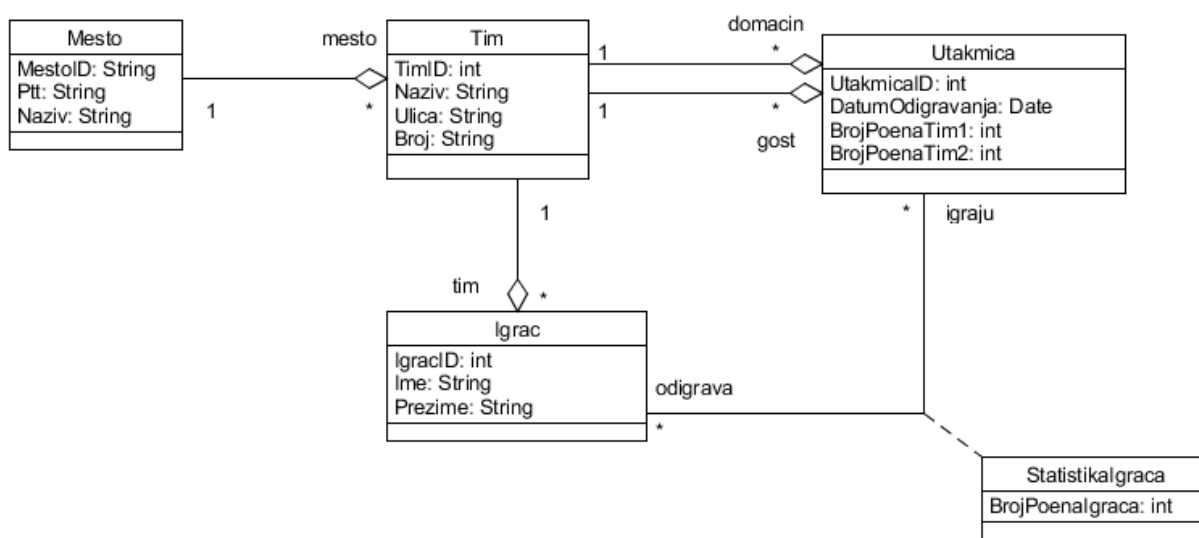 Mesto
MestoID: String
Ptt: String
Naziv: String
1
mesto
*
Tim
TimID: int
Naziv: String
Ulica: String
Broj: String
1
1
domacin
*
*
gost
Utakmica
UtakmicaID: int
DatumOdigravanja: Date
BrojPoenaTim1: int
BrojPoenaTim2: int
*
igraju
1
tim
*
Igrac
IgracID: int
Ime: String
Prezime: String
odigrava
*
StatistikaIgraca
BrojPoenaIgraca: int